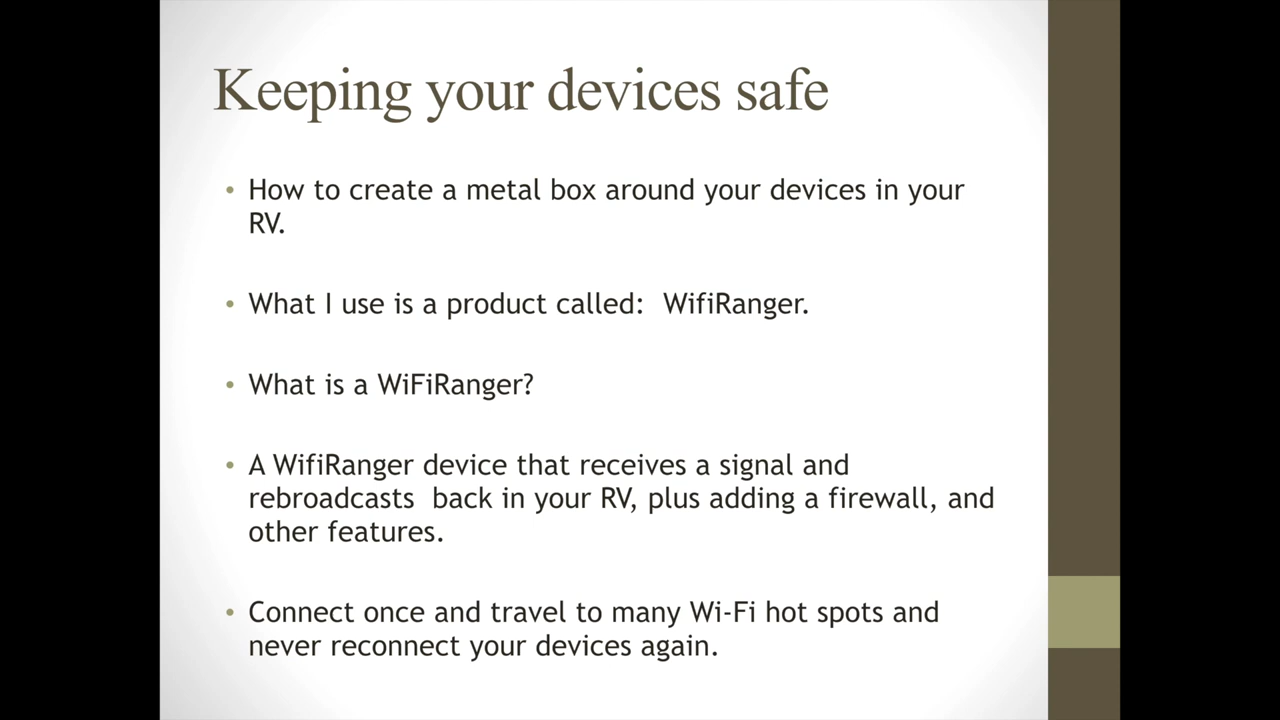 Keeping your devices safe
• How to create a metal box around your devices in your
RV.
• What I use is a product called:  WifiRanger.
• What is a WiFiRanger?
• A WifiRanger device that receives a signal and
rebroadcasts  back in your RV, plus adding a firewall, and
other features.
• Connect once and travel to many Wi-Fi hot spots and
never reconnect your devices again.